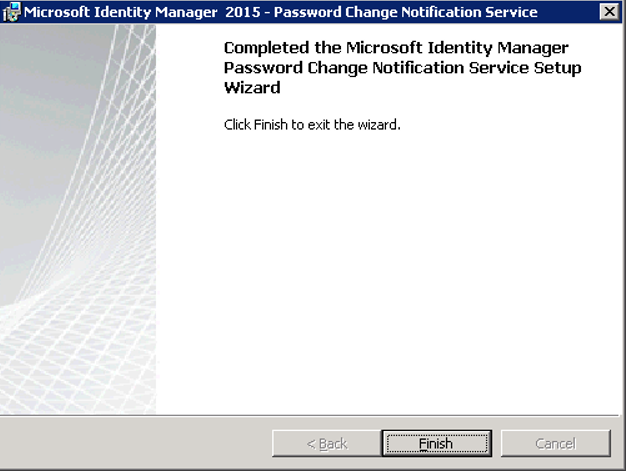 Microsoft Identity Manager  2015 - Password Change Notification Service
Completed the Microsoft Identity Manager
Password Change Notification Service Setup
Wizard
Click Finish to exit the wizard.
< Back
Finish
Cancel